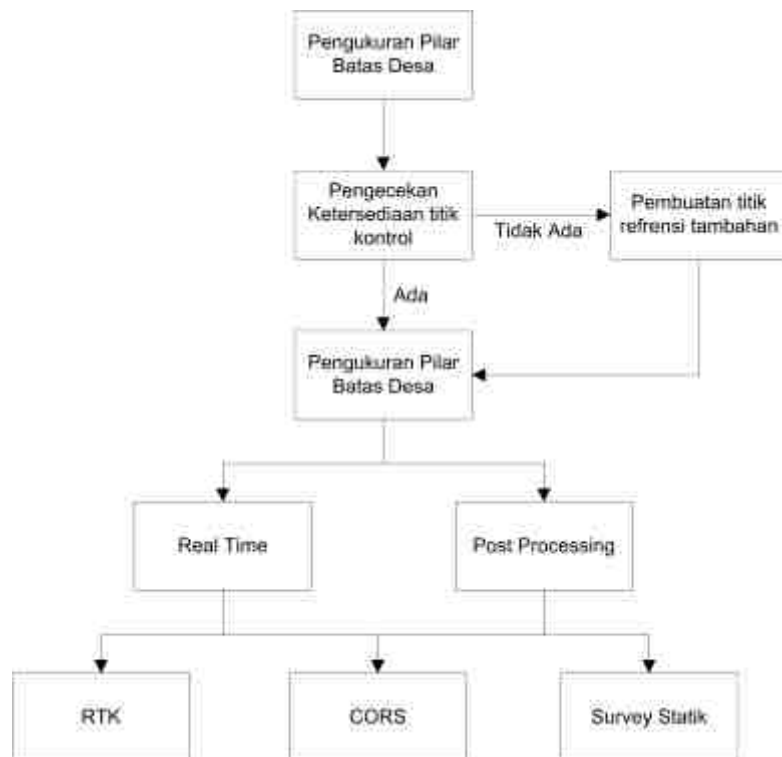 Pengukuran Pilar
Batas Desa
Pengecekan
Ketersediaan titik
kontrol
Tidak Ada
Pembuatan titik
refrensi tambahan
Ada
Pengukuran Pilar
Batas Desa
Real Time
Post Processing
RTK
CORS
Survey Statik